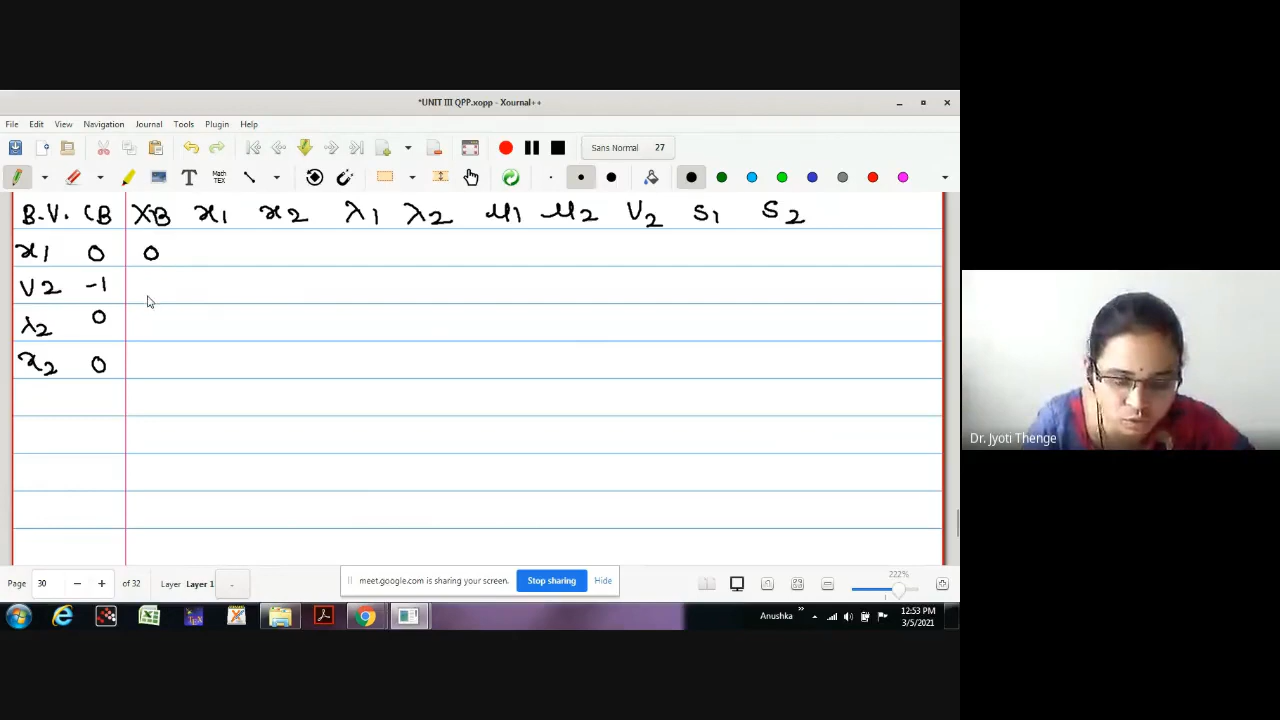 *UNIT III QPP.xopp - Xournal++
File Edit View Navigation Journal Tools Plugin Help
Sans Normal 27
T Math TEX
B.V. CB XB x1 x2 λ1 λ2 μ1 μ2 V2 S1 S2
x1 0 0
V2 -1
λ2 0
x2 0
Dr. Jyoti Thenge
Page 30 of 32 Layer Layer 1
meet.google.com is sharing your screen. Stop sharing Hide
222%
Anushka
12:53 PM
3/5/2021